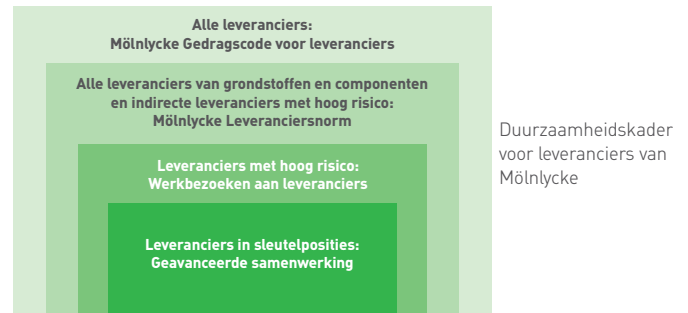 Alle leveranciers:
Mölnlycke Gedragscode voor leveranciers
Alle leveranciers van grondstoffen en componenten
en indirecte leveranciers met hoog risico:
Mölnlycke Leveranciersnorm
Leveranciers met hoog risico:
Werkbezoeken aan leveranciers
Leveranciers in sleutelposities:
Geavanceerde samenwerking
Duurzaamheidskader
voor leveranciers van
Mölnlycke